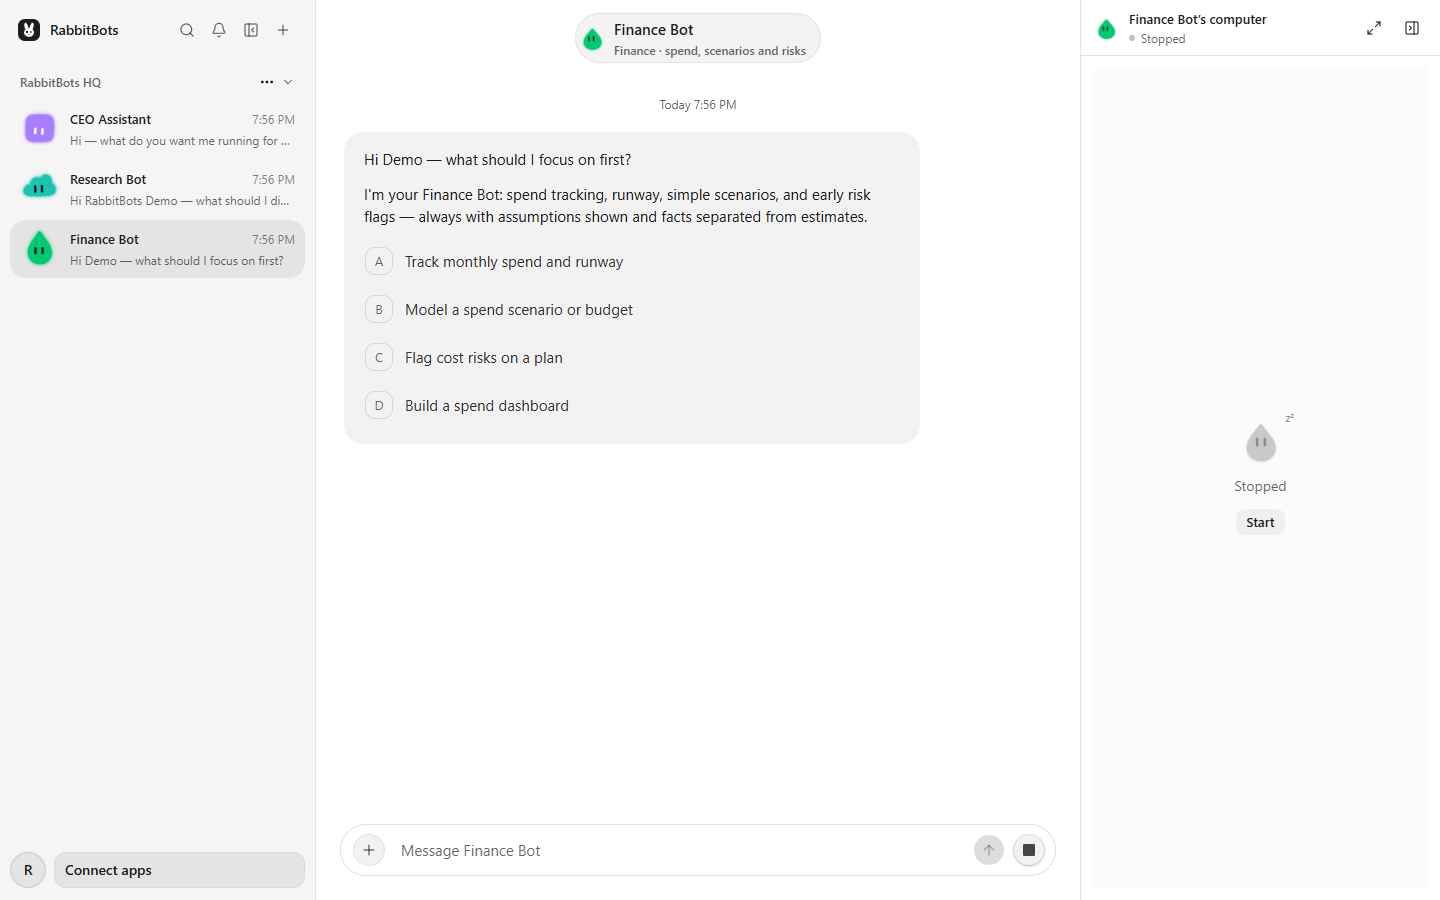 RabbitBots
RabbitBots HQ
CEO Assistant
7:56 PM
Hi — what do you want me running for ...
Research Bot
7:56 PM
Hi RabbitBots Demo — what should I di...
Finance Bot
7:56 PM
Hi Demo — what should I focus on first?
R
Connect apps
Finance Bot
Finance · spend, scenarios and risks
Today 7:56 PM
Hi Demo — what should I focus on first?
I'm your Finance Bot: spend tracking, runway, simple scenarios, and early risk
flags — always with assumptions shown and facts separated from estimates.
A Track monthly spend and runway
B Model a spend scenario or budget
C Flag cost risks on a plan
D Build a spend dashboard
Message Finance Bot
Finance Bot's computer
Stopped
zz
Stopped
Start